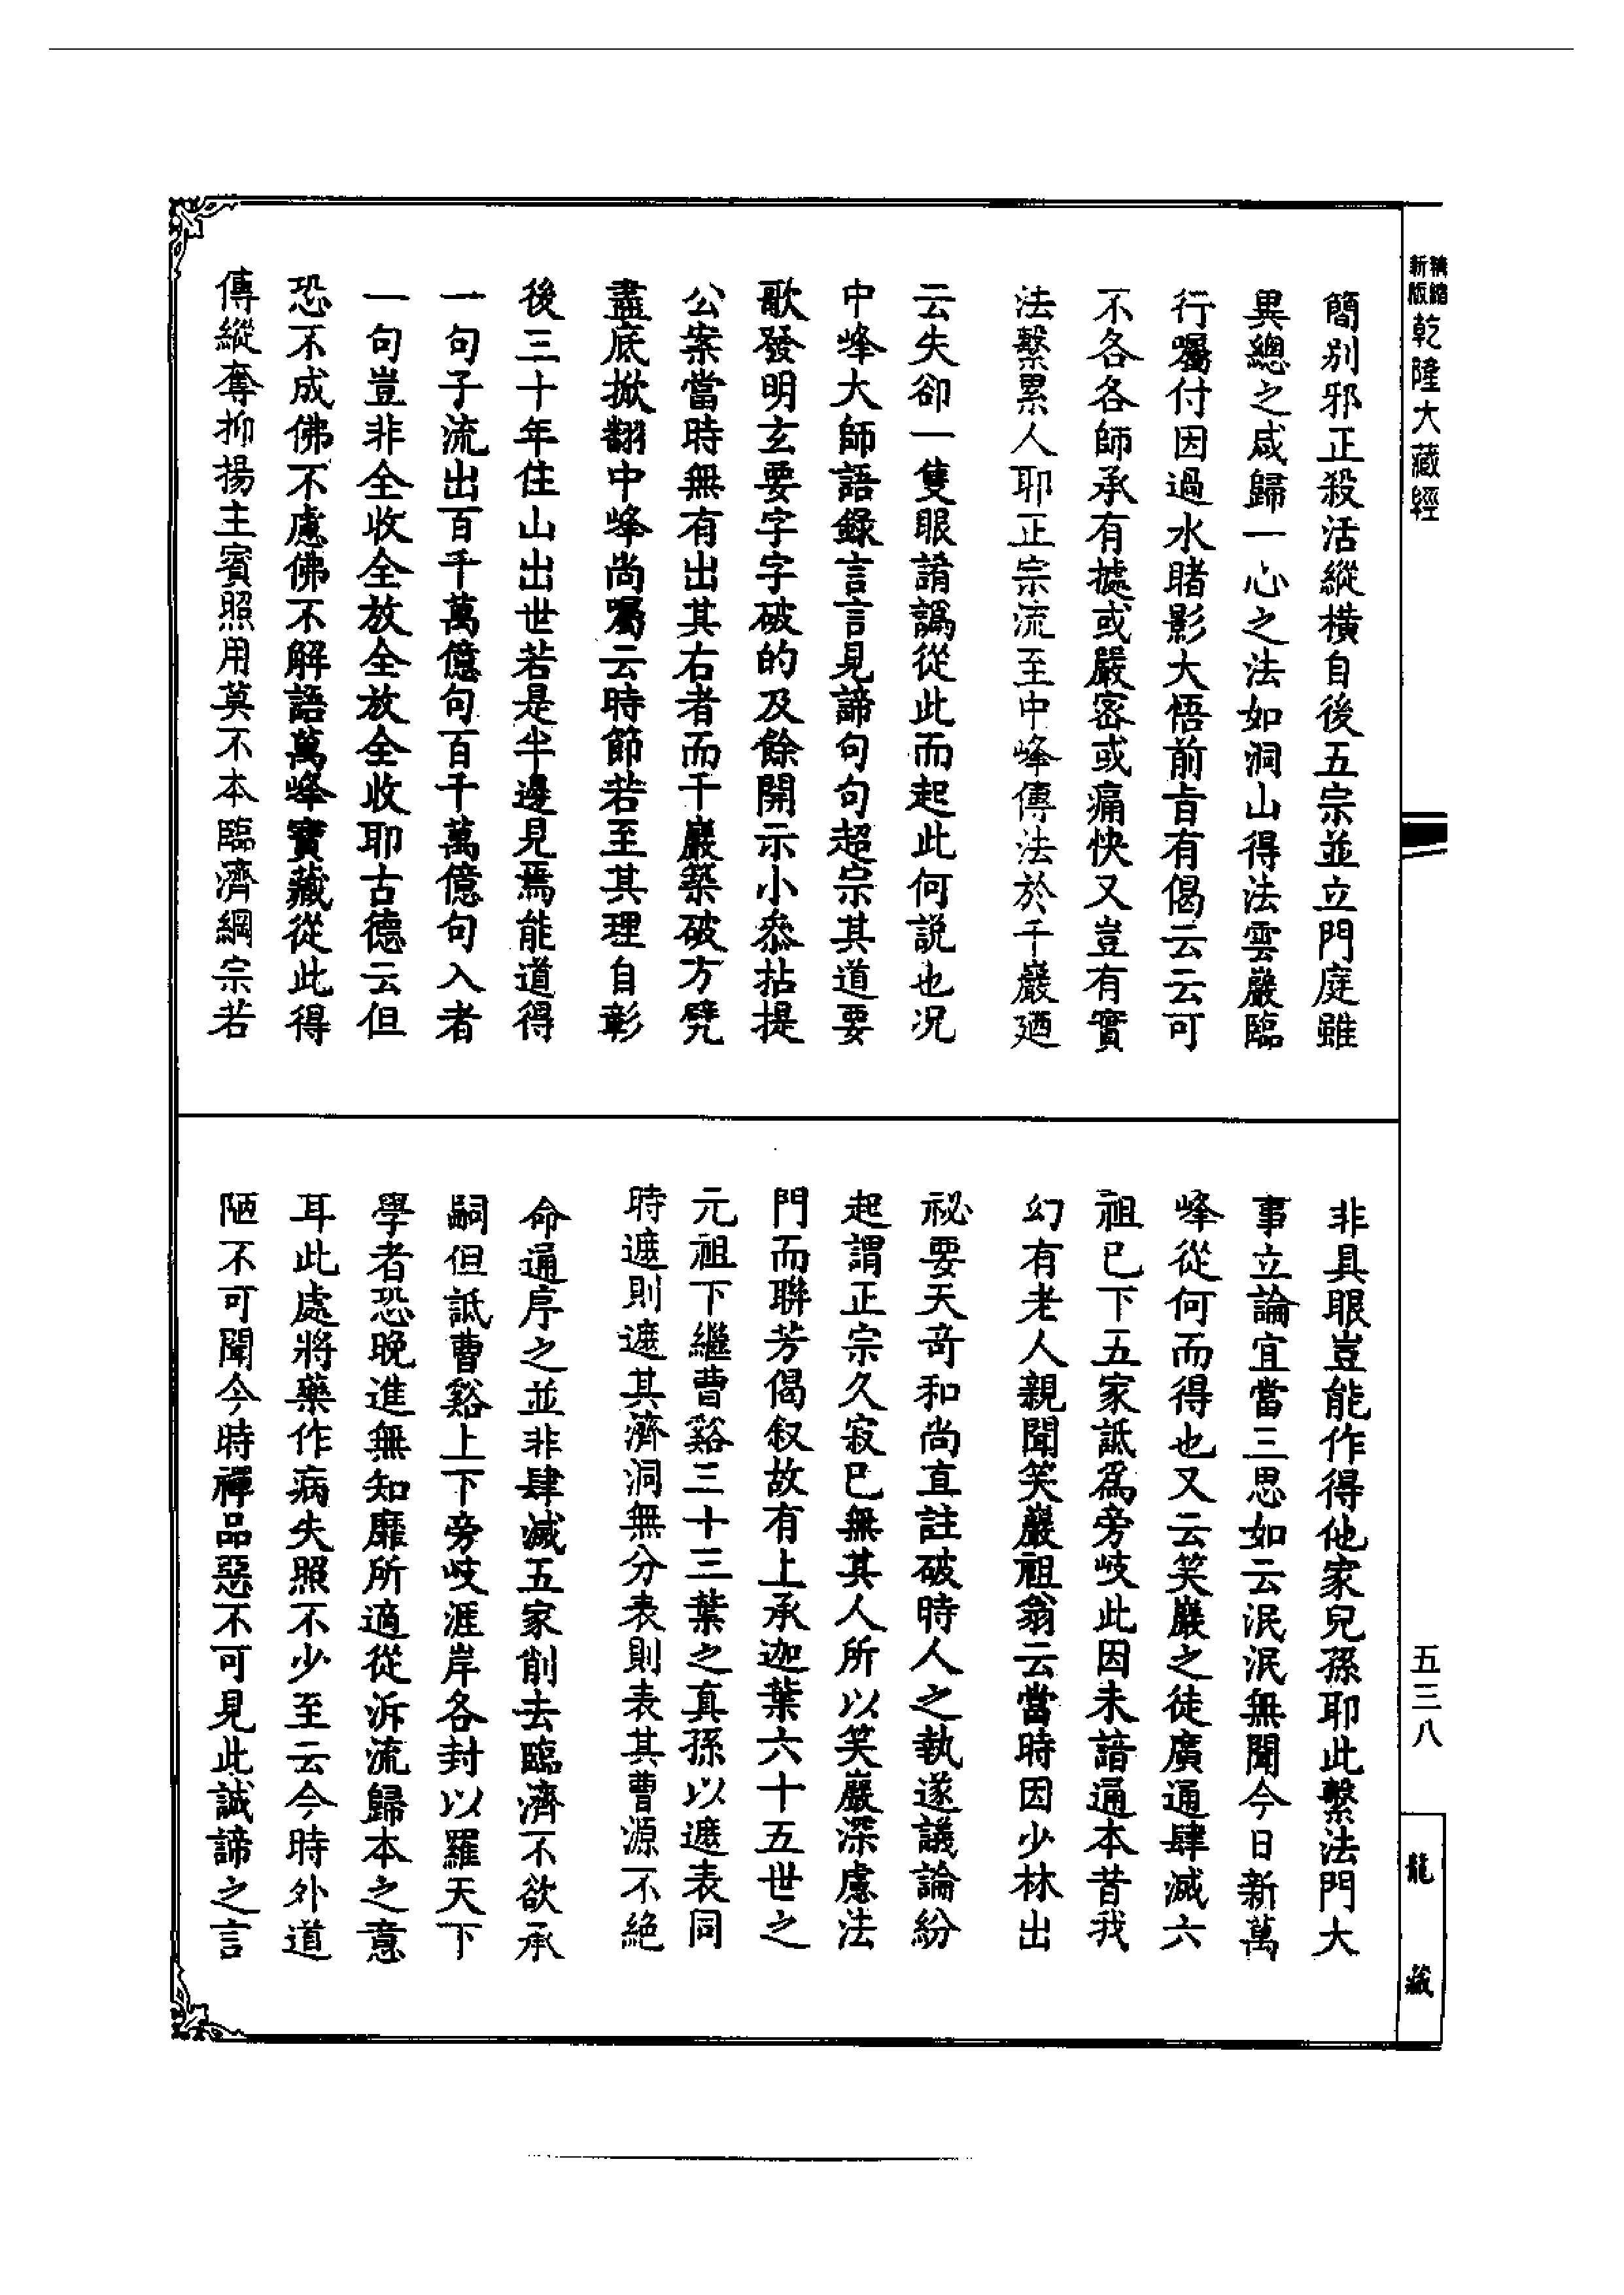 精縮新版乾隆大藏經
簡別邪正殺活縱橫自後五宗並立門庭雖
異總之咸歸一心之法如洞山得法雲巖臨
行囑付因過水睹影大悟前旨有偈云云可
不各各師承有據或嚴密或痛快又豈有實
法繫累人耶正宗流至中峰傳法於千巖廼
云失卻一隻眼誵譌從此而起此何説也况
中峰大師語錄言言見諦句句超宗其道要
歌發明玄要字字破的及餘開示小叅拈提
公案當時無有出其右者而千巖築破方甓
盡底掀翻中峰尚囑云時節若至其理自彰
後三十年住山出世若是半邊見焉能道得
一句子流出百千萬億句百千萬億句入者
一句豈非全收全放全放全收耶古德云但
恐不成佛不慮佛不解語萬峰寶藏從此得
傳縱奪抑揚主賓照用莫不本臨濟綱宗若
非具眼豈能作得他家兒孫耶此繫法門大
事立論宜當三思如云泯泯無聞今日新萬
峰從何而得也又云笑巖之徒廣通肆滅六
祖已下五家詆爲旁岐此因未諳通本昔我
幻有老人親聞笑巖祖翁云當時因少林出
祕要天奇和尚直註破時人之執遂議論紛
起謂正宗久寂已無其人所以笑巖深慮法
門而聯芳偈叙故有上承迦葉六十五世之
元祖下繼曹谿三十三葉之真孫以遮表同
時遮則遮其濟洞無分表則表其曹源不絕
命通序之並非肆滅五家削去臨濟不欲承
嗣但詆曹谿上下旁岐涯岸各封以羅天下
學者恐晚進無知靡所適從泝流歸本之意
耳此處將藥作病失照不少至云今時外道
陋不可聞今時禪品惡不可見此誠諦之言
五三八
龍藏